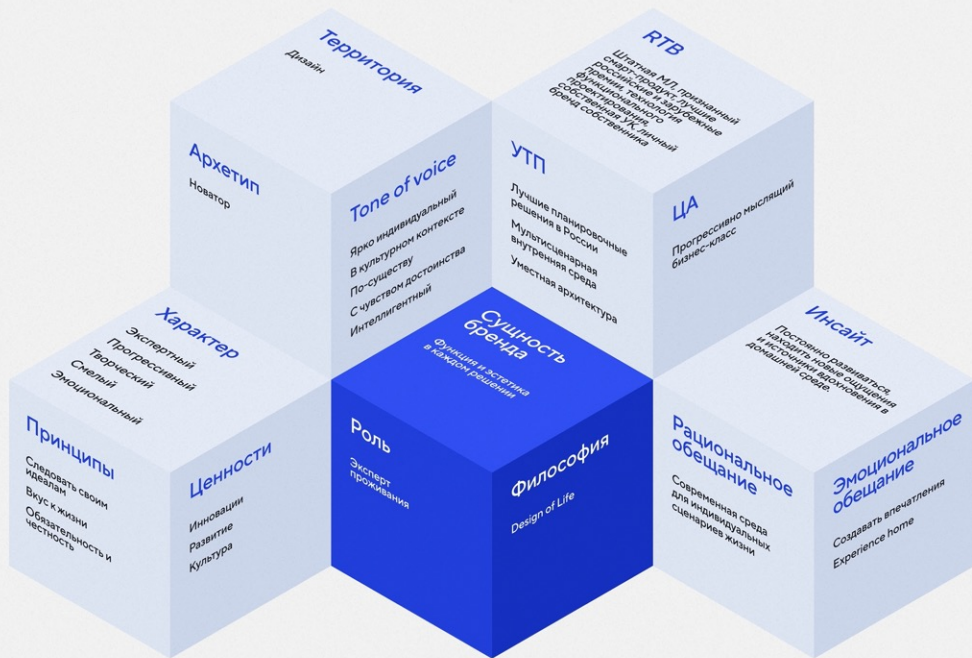 Территория
Дизайн
Архетип
Новатор
Tone of voice
Ярко индивидуальный
В культурном контексте
По-существу
С чувством достоинства
Интеллигентный
RTB
Штатная МЛ, признанный
смарт-продукт, лучшие
российские и зарубежные
премии, технология
функционального
проектирования,
собственная УК, личный
бренд собственника
УТП
Лучшие планировочные
решения в России
Мультисценарная
внутренняя среда
Уместная архитектура
ЦА
Прогрессивно мыслящий
бизнес-класс
Характер
Экспертный
Прогрессивный
Творческий
Смелый
Эмоциональный
Принципы
Следовать своим
идеалам
Вкус к жизни
Обязательность и
честность
Ценности
Инновации
Развитие
Культура
Сущность
бренда
Функция и эстетика
в каждом решении
Роль
Эксперт
проживания
Философия
Design of Life
Инсайт
Постоянно развиваться,
находить новые ощущения
и источники вдохновения в
домашней среде.
Рациональное
обещание
Современная среда
для индивидуальных
сценариев жизни
Эмоциональное
обещание
Создавать впечатления
Experience home